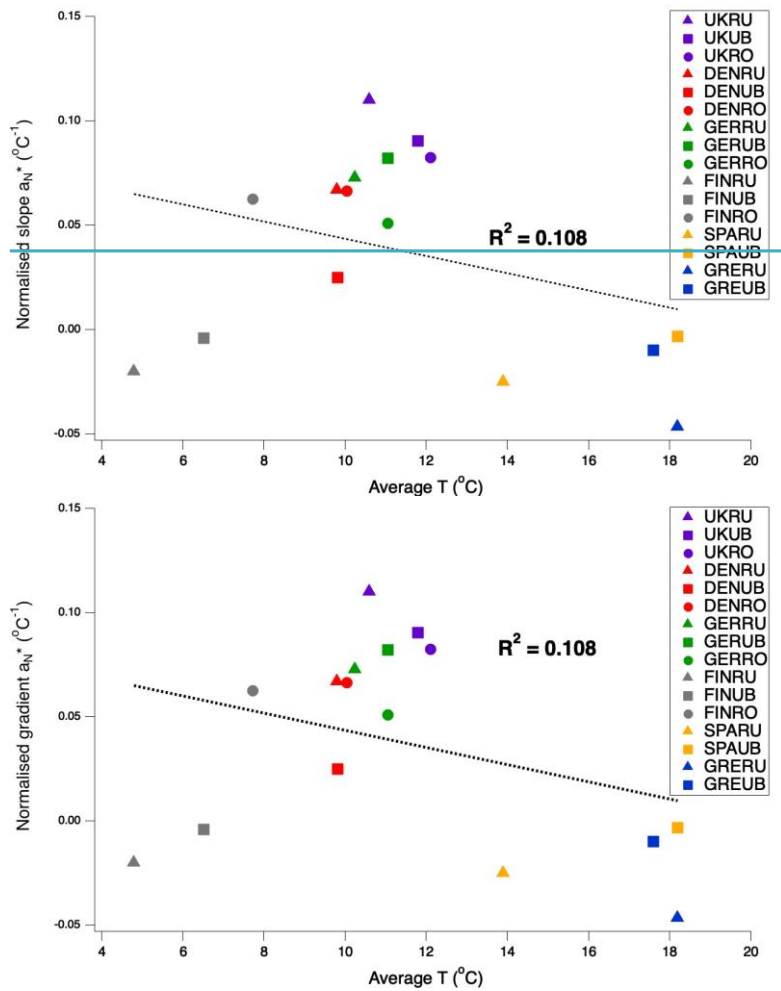 0.15
0.10
0.05
0.00
-0.05
Normalised slope aN* (oC-1)
4 6 8 10 12 14 16 18 20
Average T (oC)
R2 = 0.108
UKRU
UKUB
UKRO
DENRU
DENUB
DENRO
GERRU
GERUB
GERRO
FINRU
FINUB
FINRO
SPARU
SPAUB
GRERU
GREUB
0.15
0.10
0.05
0.00
-0.05
Normalised gradient aN* (oC-1)
4 6 8 10 12 14 16 18 20
Average T (oC)
R2 = 0.108
UKRU
UKUB
UKRO
DENRU
DENUB
DENRO
GERRU
GERUB
GERRO
FINRU
FINUB
FINRO
SPARU
SPAUB
GRERU
GREUB